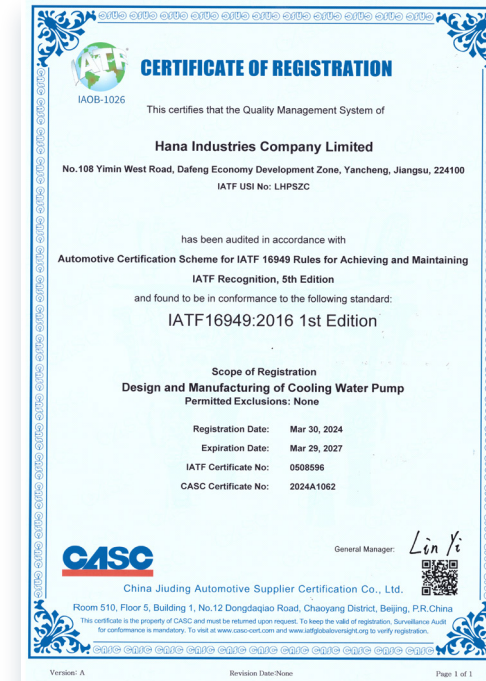 IATF
IAOB-1026
CERTIFICATE OF REGISTRATION
This certifies that the Quality Management System of
Hana Industries Company Limited
No.108 Yimin West Road, Dafeng Economy Development Zone, Yancheng, Jiangsu, 224100
IATF USI No: LHPSZC
has been audited in accordance with
Automotive Certification Scheme for IATF 16949 Rules for Achieving and Maintaining
IATF Recognition, 5th Edition
and found to be in conformance to the following standard:
IATF16949:2016 1st Edition
Scope of Registration
Design and Manufacturing of Cooling Water Pump
Permitted Exclusions: None
Registration Date: Mar 30, 2024
Expiration Date: Mar 29, 2027
IATF Certificate No: 0508596
CASC Certificate No: 2024A1062
General Manager: Lin Yi
CASC
China Jiuding Automotive Supplier Certification Co., Ltd.
Room 510, Floor 5, Building 1, No.12 Dongdaqiao Road, Chaoyang District, Beijing, P.R.China
This certificate is the property of CASC and must be returned upon request. To keep the valid of registration, Surveillance Audit
for conformance is mandatory. To visit at www.casc-cert.com and www.iatfglobaloversight.org to verify registration.
Version: A Revision Date:None Page 1 of 1